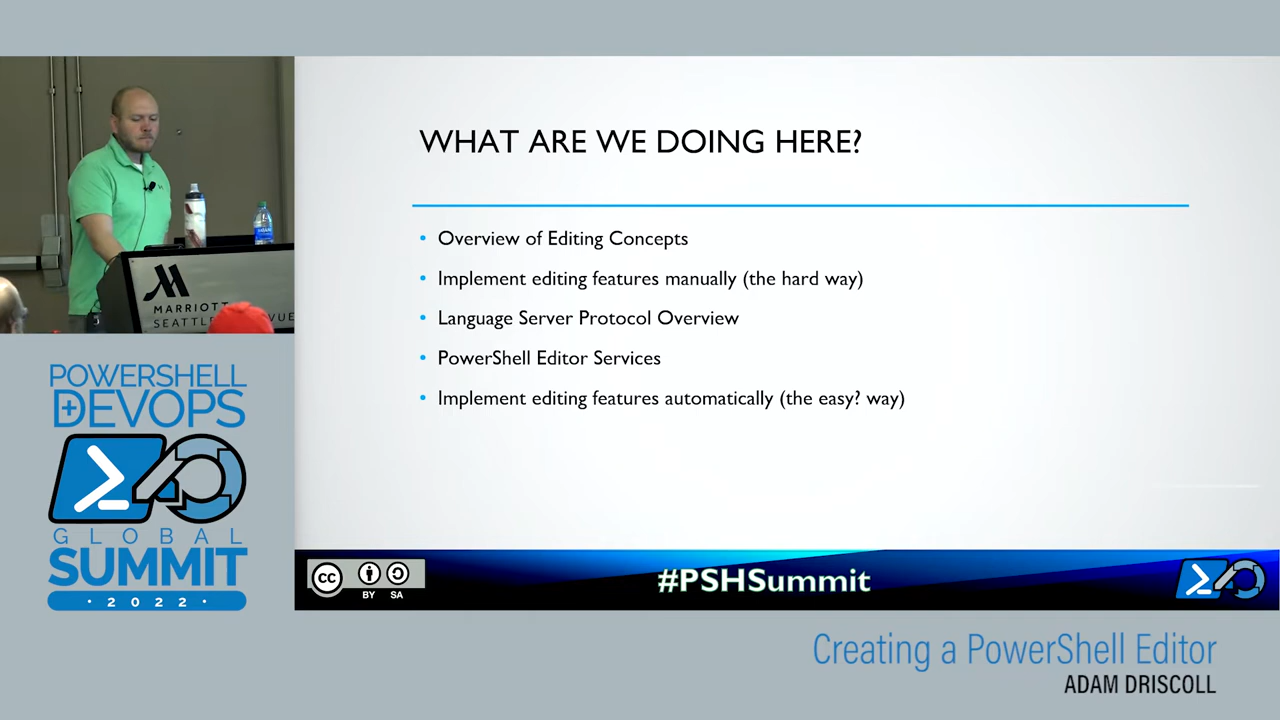 WHAT ARE WE DOING HERE?
• Overview of Editing Concepts
• Implement editing features manually (the hard way)
• Language Server Protocol Overview
• PowerShell Editor Services
• Implement editing features automatically (the easy? way)
MARRIOTT
SEATTLE
VUE
POWERSHELL
+DEVOPS
GLOBAL
SUMMIT
· 2022 ·
cc
BY SA
#PSHSummit
Creating a PowerShell Editor
ADAM DRISCOLL